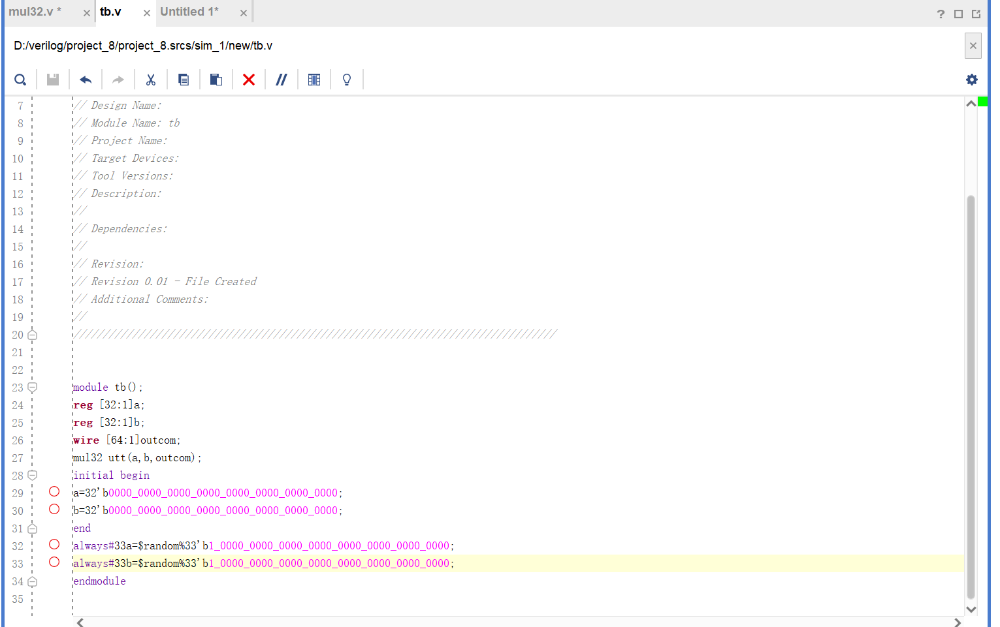 mul32.v *
tb.v
Untitled 1*
D:/verilog/project_8/project_8.srcs/sim_1/new/tb.v
7 // Design Name:
8 // Module Name: tb
9 // Project Name:
10 // Target Devices:
11 // Tool Versions:
12 // Description:
13 //
14 // Dependencies:
15 //
16 // Revision:
17 // Revision 0.01 - File Created
18 // Additional Comments:
19 //
20 //////////////////////////////////////////////////////////////////////////////////
21
22
23 module tb();
24 reg [32:1]a;
25 reg [32:1]b;
26 wire [64:1]outcom;
27 mul32 utt(a,b,outcom);
28 initial begin
29 a=32'b0000_0000_0000_0000_0000_0000_0000_0000;
30 b=32'b0000_0000_0000_0000_0000_0000_0000_0000;
31 end
32 always#33a=$random%33'b1_0000_0000_0000_0000_0000_0000_0000_0000;
33 always#33b=$random%33'b1_0000_0000_0000_0000_0000_0000_0000_0000;
34 endmodule
35